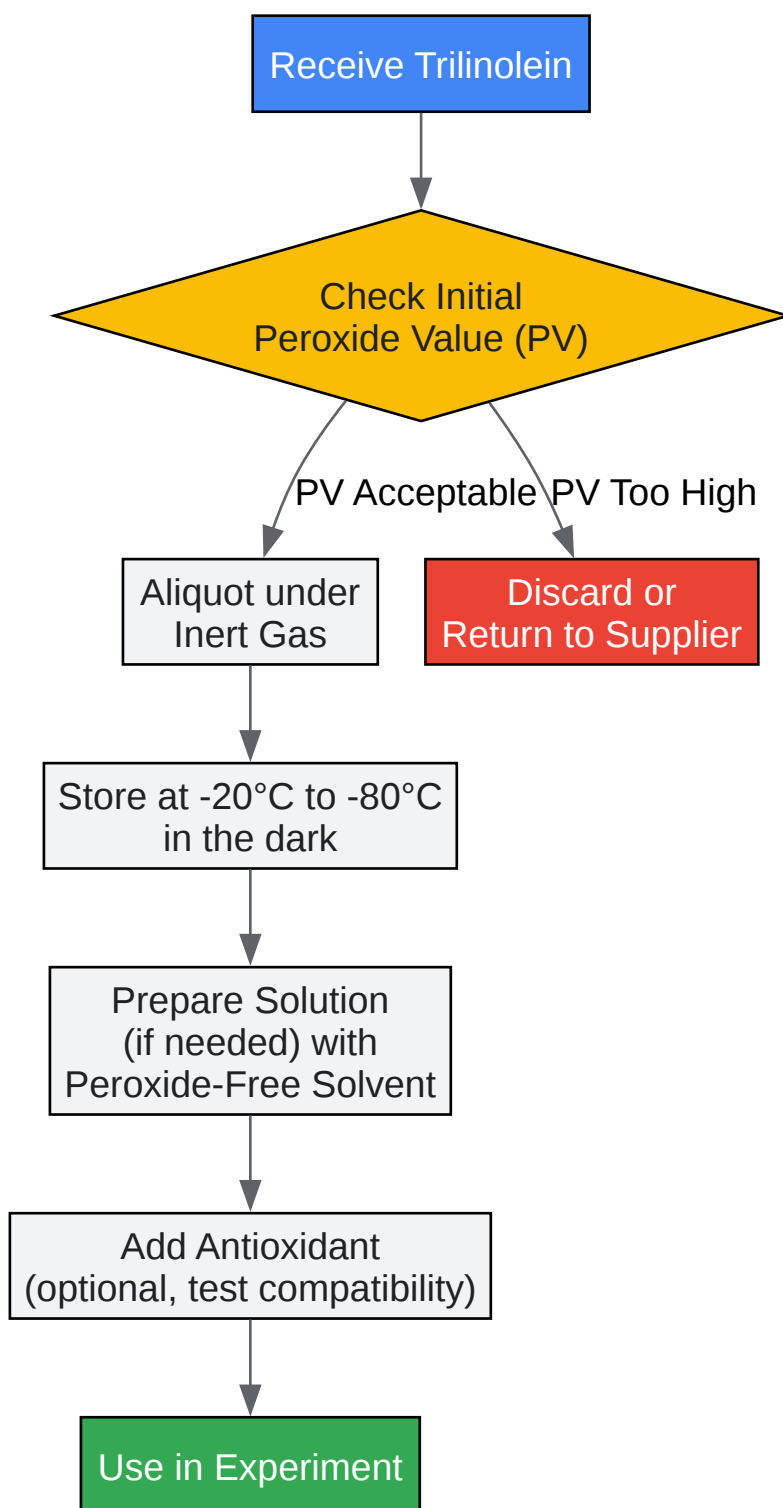 Receive Trilinolein
Check Initial
Peroxide Value (PV)
PV Acceptable
PV Too High
Aliquot under
Inert Gas
Discard or
Return to Supplier
Store at -20°C to -80°C
in the dark
Prepare Solution
(if needed) with
Peroxide-Free Solvent
Add Antioxidant
(optional, test compatibility)
Use in Experiment